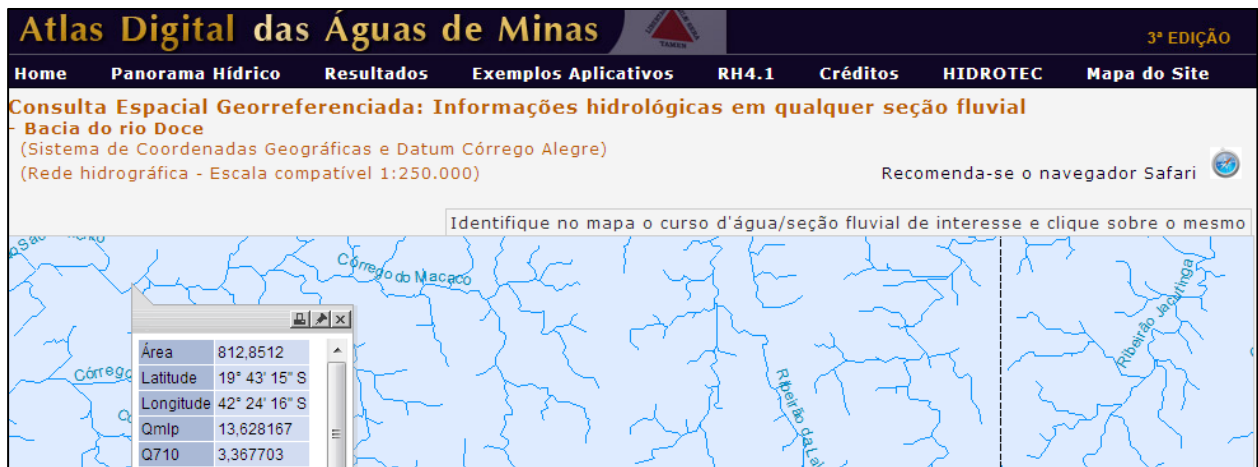 Atlas Digital das Águas de Minas
TAMEN
3ª EDIÇÃO
Home Panorama Hídrico Resultados Exemplos Aplicativos RH4.1 Créditos HIDROTEC Mapa do Site
Consulta Espacial Georreferenciada: Informações hidrológicas em qualquer seção fluvial
- Bacia do rio Doce
(Sistema de Coordenadas Geográficas e Datum Córrego Alegre)
(Rede hidrográfica - Escala compatível 1:250.000)
Recomenda-se o navegador Safari
Identifique no mapa o curso d'água/seção fluvial de interesse e clique sobre o mesmo
Córrego do Macaco
Ribeirão Jacutinga
Área 812,8512
Córrego
Latitude 19° 43' 15" S
Longitude 42° 24' 16" S
Ribeirão da
Qmlp 13,628167
Q710 3,367703